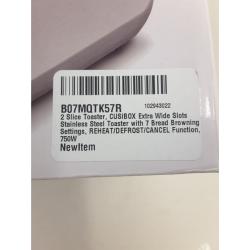 B07MQTK57R 102943022
2 Slice Toaster, CUSIBOX Extra Wide Slots
Stainless Steel Toaster with 7 Bread Browning
Settings, REHEAT/DEFROST/CANCEL Function,
750W
NewItem